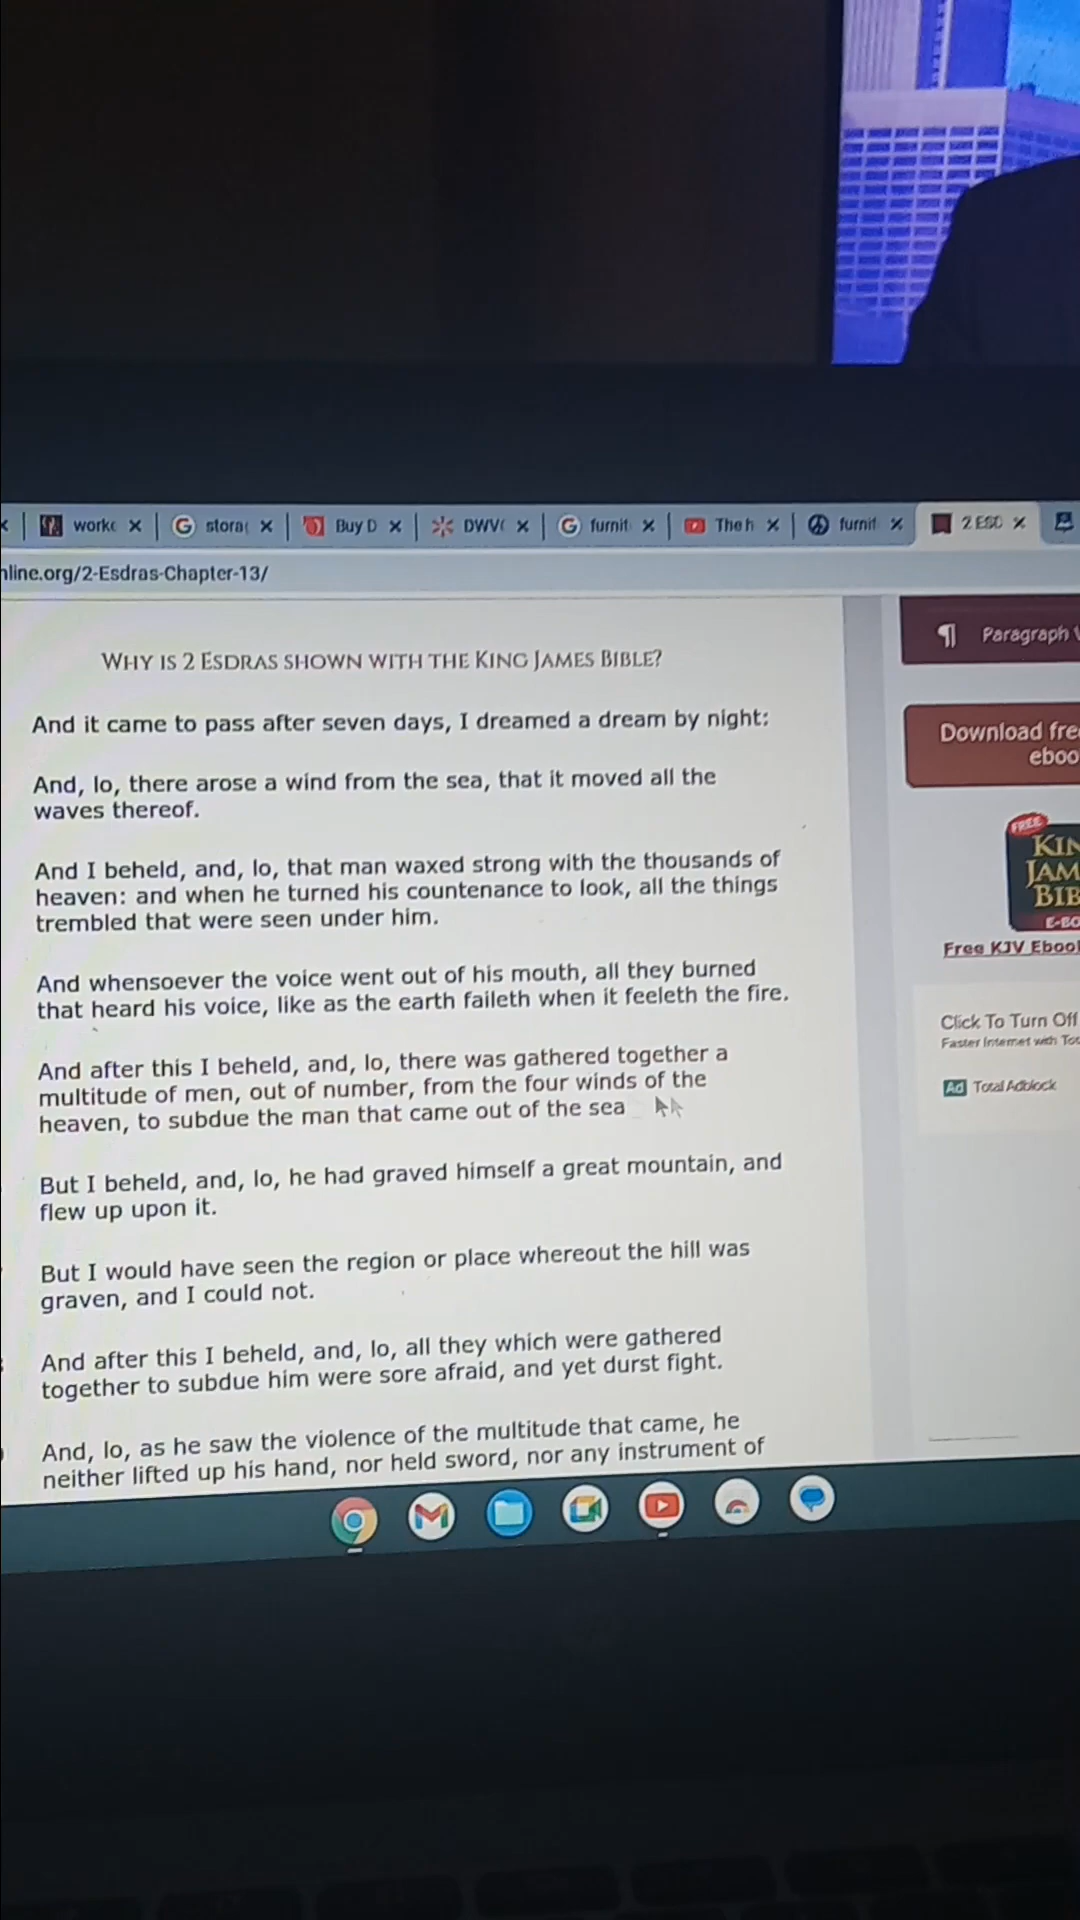 workc
stora
Buy D
DWV
furnit
The h
furnit
2 ESD
nline.org/2-Esdras-Chapter-13/
WHY IS 2 ESDRAS SHOWN WITH THE KING JAMES BIBLE?
And it came to pass after seven days, I dreamed a dream by night:
And, lo, there arose a wind from the sea, that it moved all the
waves thereof.
And I beheld, and, lo, that man waxed strong with the thousands of
heaven: and when he turned his countenance to look, all the things
trembled that were seen under him.
And whensoever the voice went out of his mouth, all they burned
that heard his voice, like as the earth faileth when it feeleth the fire.
And after this I beheld, and, lo, there was gathered together a
multitude of men, out of number, from the four winds of the
heaven, to subdue the man that came out of the sea
But I beheld, and, lo, he had graved himself a great mountain, and
flew up upon it.
But I would have seen the region or place whereout the hill was
graven, and I could not.
And after this I beheld, and, lo, all they which were gathered
together to subdue him were sore afraid, and yet durst fight.
And, lo, as he saw the violence of the multitude that came, he
neither lifted up his hand, nor held sword, nor any instrument of
¶ Paragraph
Download fre
eboo
FREE
KIN
JAM
BIB
E-BO
Free KJV Eboo
Click To Turn Off
Faster Internet with Tot
Ad Total Adblock